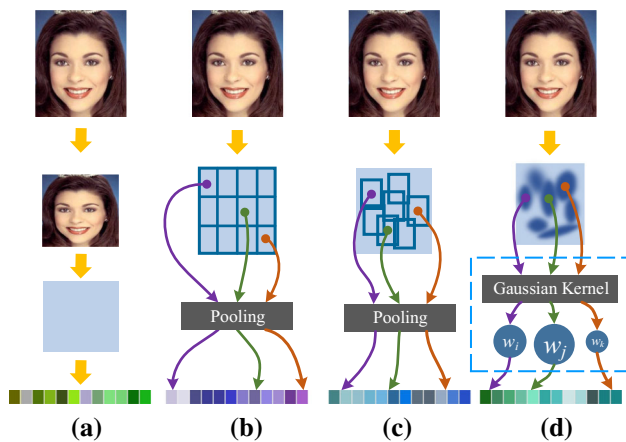 Pooling
Pooling
Gaussian Kernel
w_i
w_j
w_k
(a)
(b)
(c)
(d)